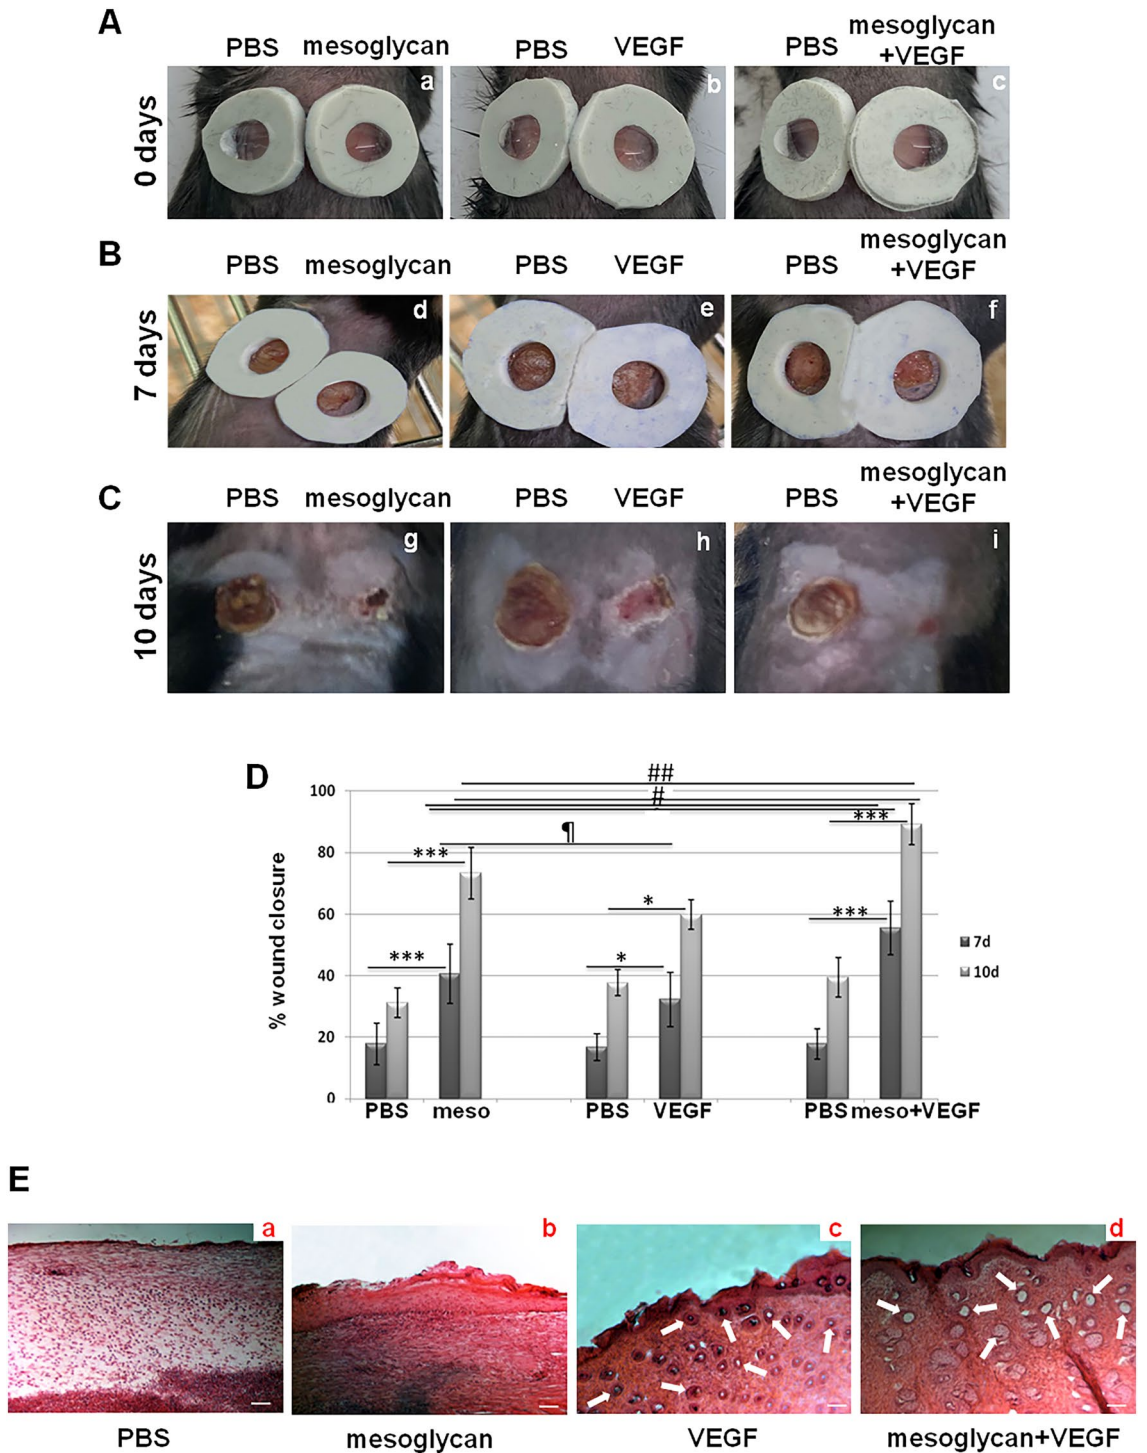 A
PBS mesoglycan PBS VEGF PBS mesoglycan
+VEGF
0 days
a b c
B
PBS mesoglycan PBS VEGF PBS mesoglycan
+VEGF
7 days
d e f
C
PBS mesoglycan PBS VEGF PBS mesoglycan
+VEGF
10 days
g h i
D
##
#
¶
***
***
*
*
***
***
% wound closure
100
80
60
40
20
0
7d
10d
PBS meso PBS VEGF PBS meso+VEGF
E
a b c d
PBS mesoglycan VEGF mesoglycan+VEGF